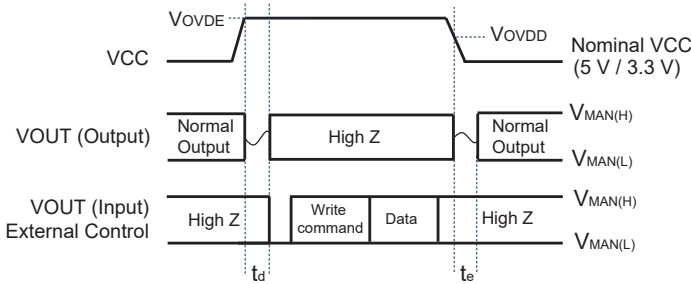 VOVDE
VOVDD
VCC
Nominal VCC
(5 V / 3.3 V)
VMAN(H)
VOUT (Output)
Normal
Output
High Z
Normal
Output
VMAN(L)
VOUT (Input)
External Control
High Z
Write
command
Data
High Z
VMAN(H)
VMAN(L)
td
te